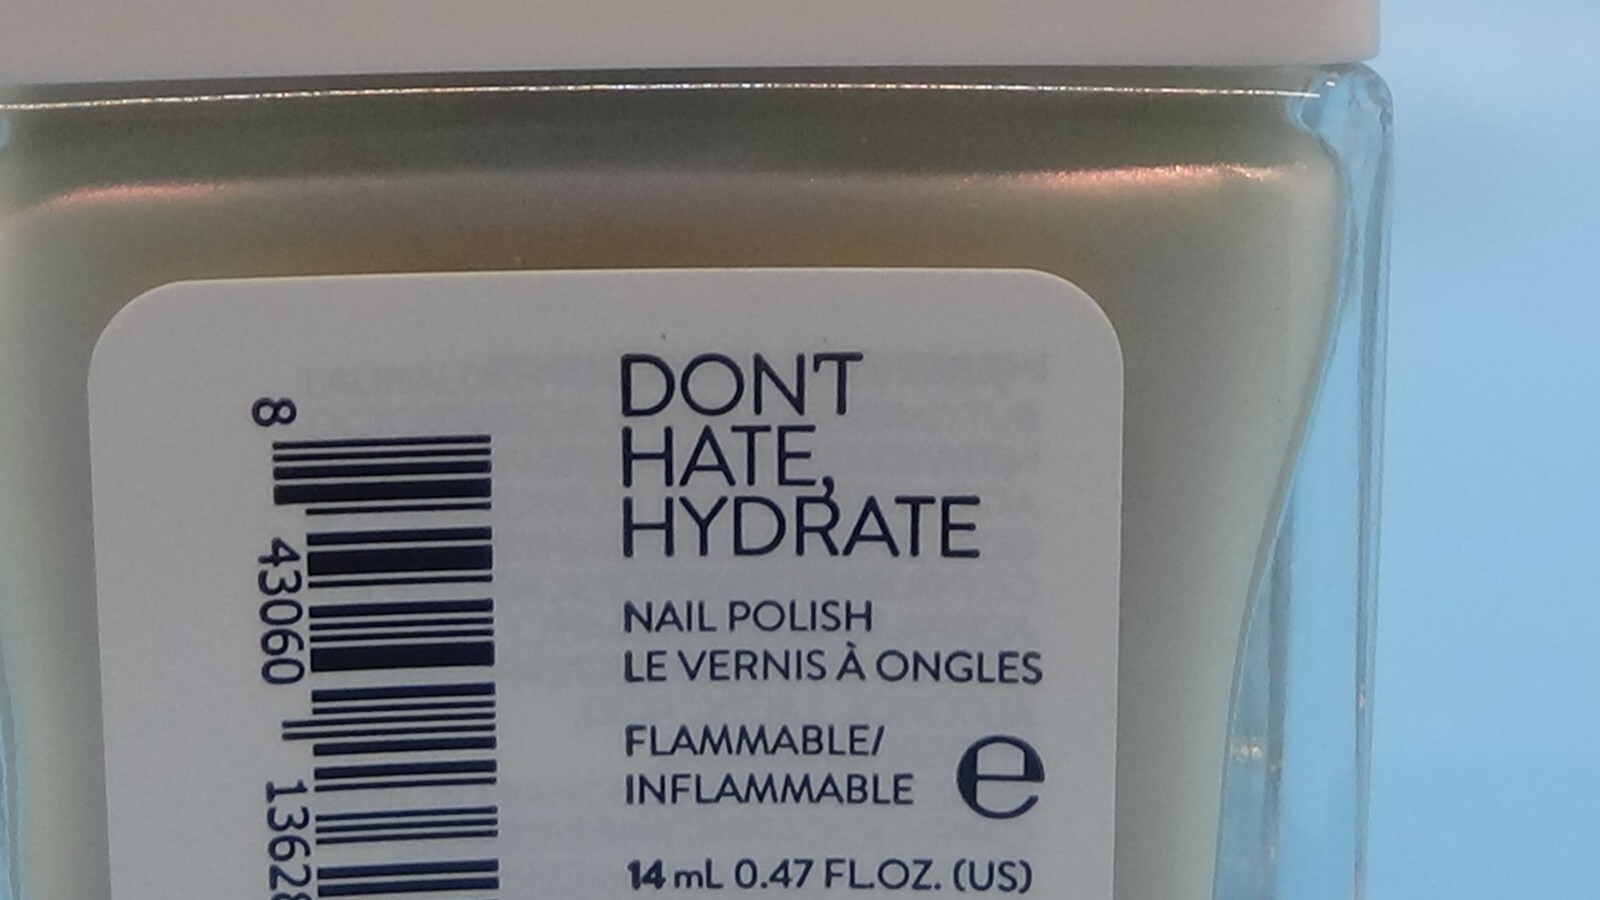 DON'T
HATE,
HYDRATE
NAIL POLISH
LE VERNIS À ONGLES
FLAMMABLE/
INFLAMMABLE
e
14 mL 0.47 FL.OZ. (US)
8 43060 13628